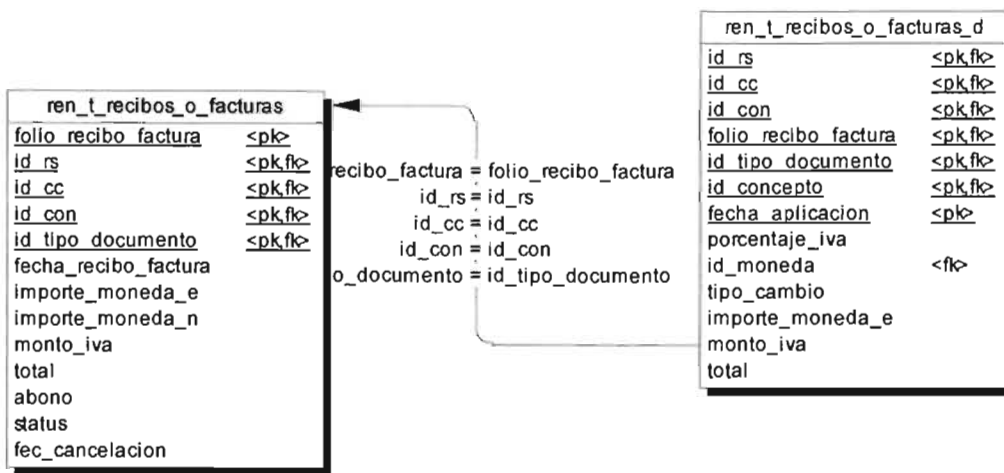 ren_t_recibos_o_facturas
folio_recibo_factura <pk>
id_rs <pk,fk>
id_cc <pk,fk>
id_con <pk,fk>
id_tipo_documento <pk,fk>
fecha_recibo_factura
importe_moneda_e
importe_moneda_n
monto_iva
total
abono
status
fec_cancelacion
recibo_factura = folio_recibo_factura
id_rs = id_rs
id_cc = id_cc
id_con = id_con
o_documento = id_tipo_documento
ren_t_recibos_o_facturas_d
id_rs <pk,fk>
id_cc <pk,fk>
id_con <pk,fk>
folio_recibo_factura <pk,fk>
id_tipo_documento <pk,fk>
id_concepto <pk,fk>
fecha_aplicacion <pk>
porcentaje_iva
id_moneda <fk>
tipo_cambio
importe_moneda_e
monto_iva
total